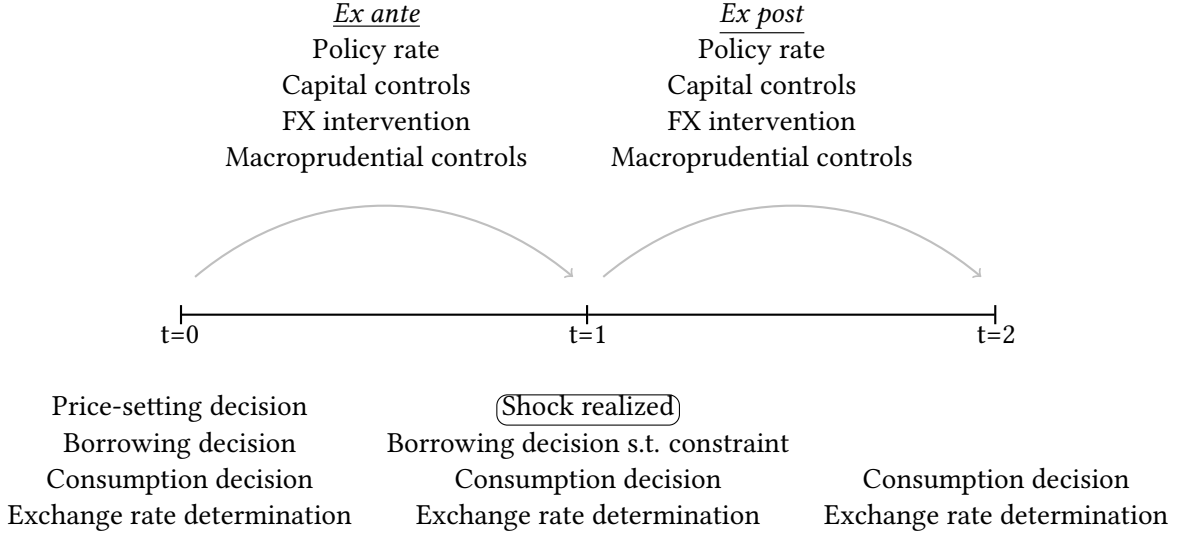 Ex ante
Policy rate
Capital controls
FX intervention
Macroprudential controls
Ex post
Policy rate
Capital controls
FX intervention
Macroprudential controls
t=0
t=1
t=2
Price-setting decision
Borrowing decision
Consumption decision
Exchange rate determination
Shock realized
Borrowing decision s.t. constraint
Consumption decision
Exchange rate determination
Consumption decision
Exchange rate determination